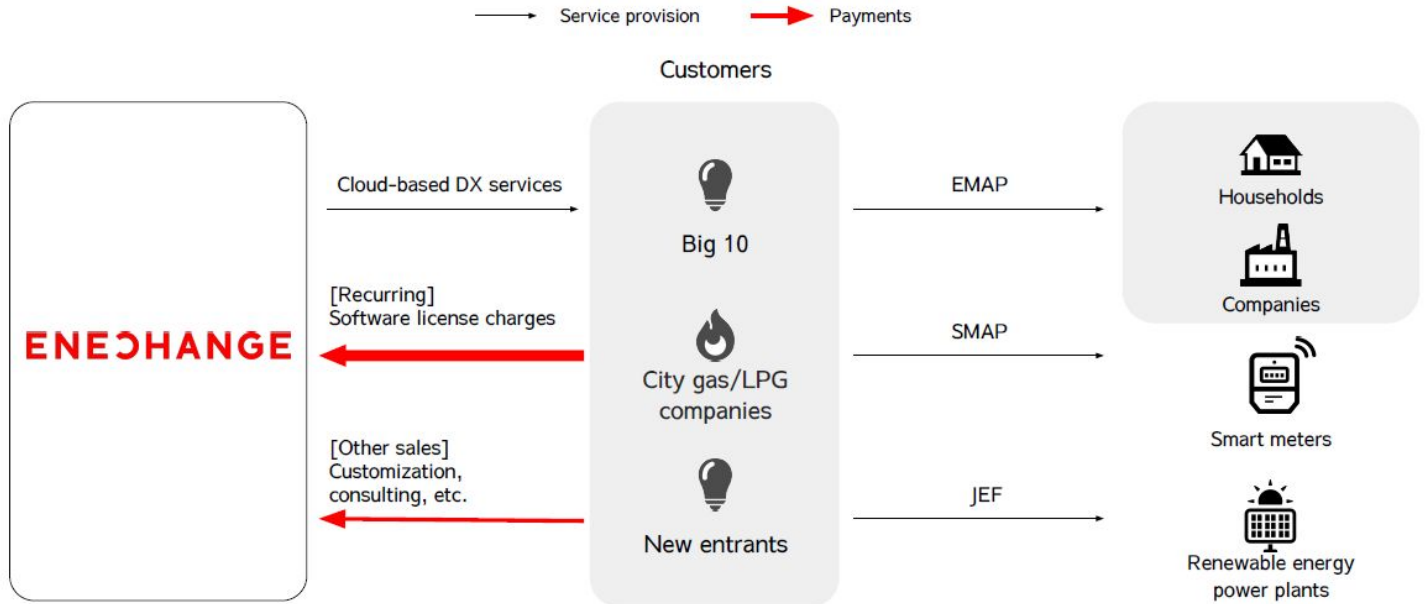 Service provision
Payments
Customers
ENECHANGE
Cloud-based DX services
[Recurring]
Software license charges
[Other sales]
Customization,
consulting, etc.
Big 10
City gas/LPG
companies
New entrants
EMAP
SMAP
JEF
Households
Companies
Smart meters
Renewable energy
power plants